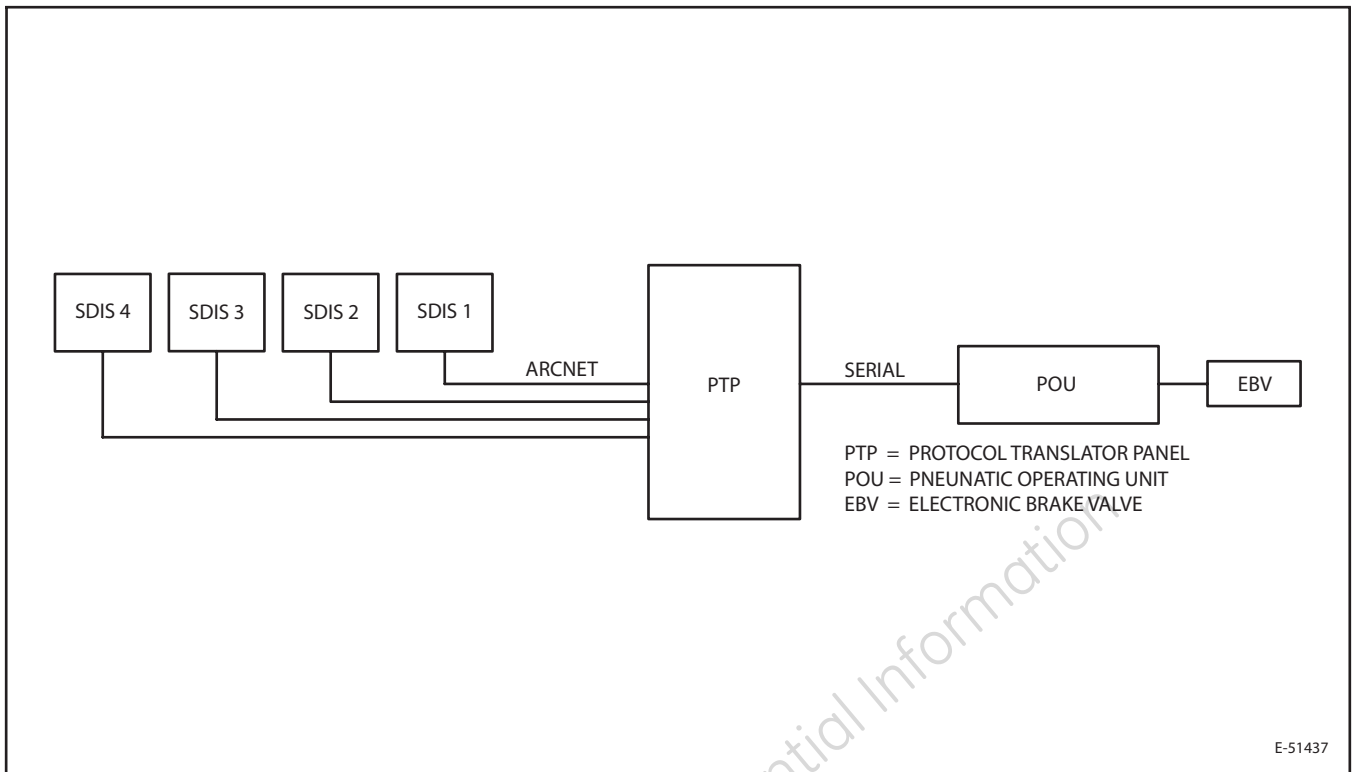 SDIS 4 SDIS 3 SDIS 2 SDIS 1
ARCNET
PTP
SERIAL
POU
EBV
PTP = PROTOCOL TRANSLATOR PANEL
POU = PNEUNATIC OPERATING UNIT
EBV = ELECTRONIC BRAKE VALVE
Information
E-51437